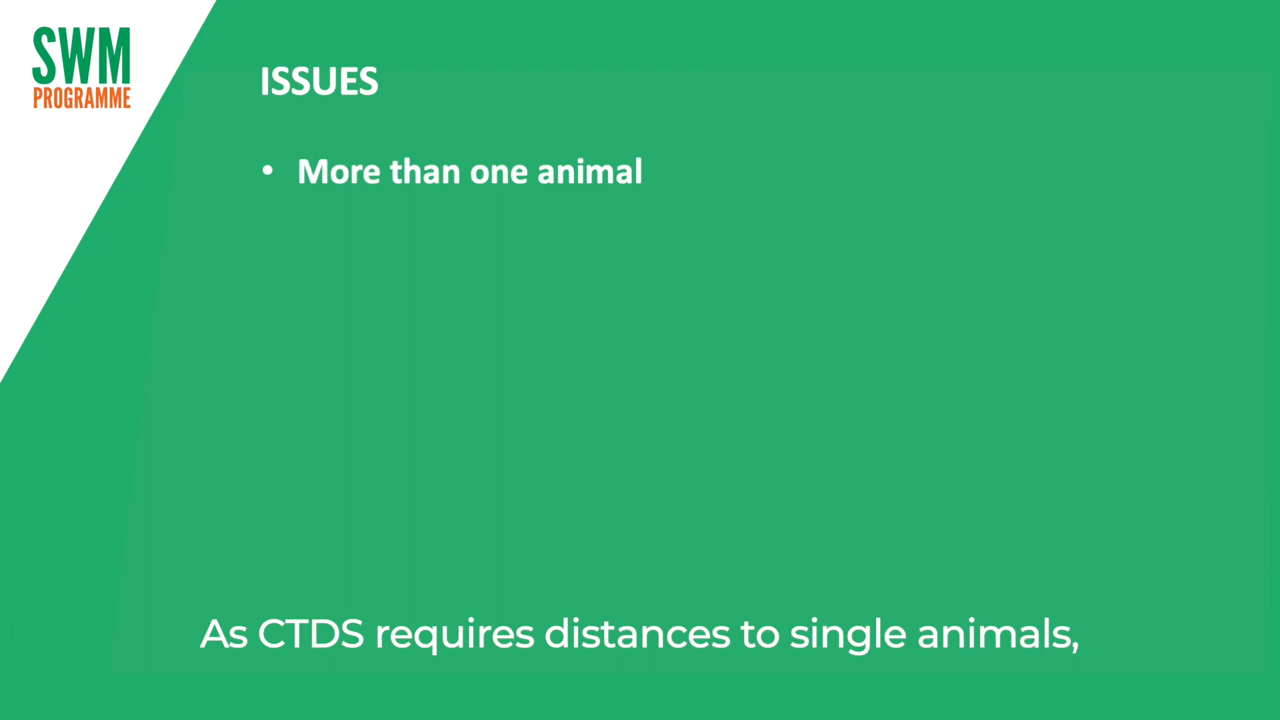 SWM
PROGRAMME
ISSUES
• More than one animal
As CTDS requires distances to single animals,